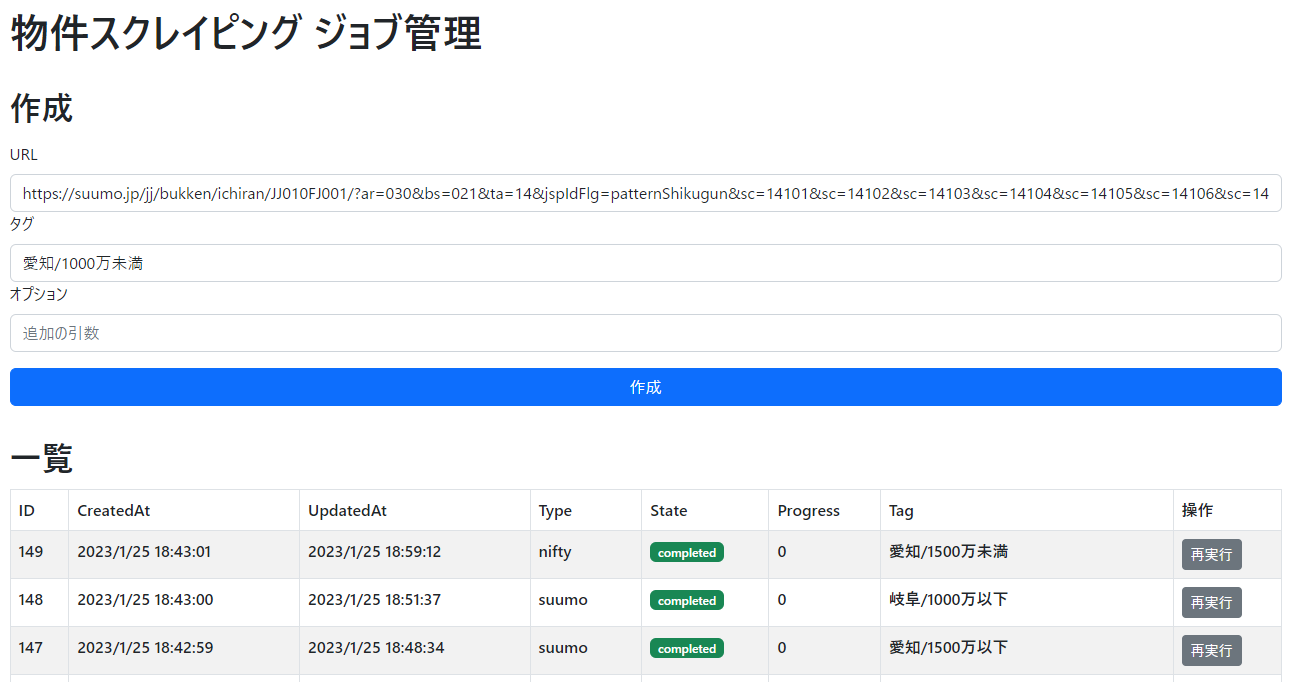 物件スクレイピング ジョブ管理
作成
URL
https://suumo.jp/jj/bukken/ichiran/JJ010FJ001/?ar=030&bs=021&ta=14&jspIdFlg=patternShikugun&sc=14101&sc=14102&sc=14103&sc=14104&sc=14105&sc=14106&sc=14
タグ
愛知/1000万未満
オプション
追加の引数
作成
一覧
ID CreatedAt UpdatedAt Type State Progress Tag 操作
149 2023/1/25 18:43:01 2023/1/25 18:59:12 nifty completed 0 愛知/1500万未満 再実行
148 2023/1/25 18:43:00 2023/1/25 18:51:37 suumo completed 0 岐阜/1000万以下 再実行
147 2023/1/25 18:42:59 2023/1/25 18:48:34 suumo completed 0 愛知/1500万以下 再実行